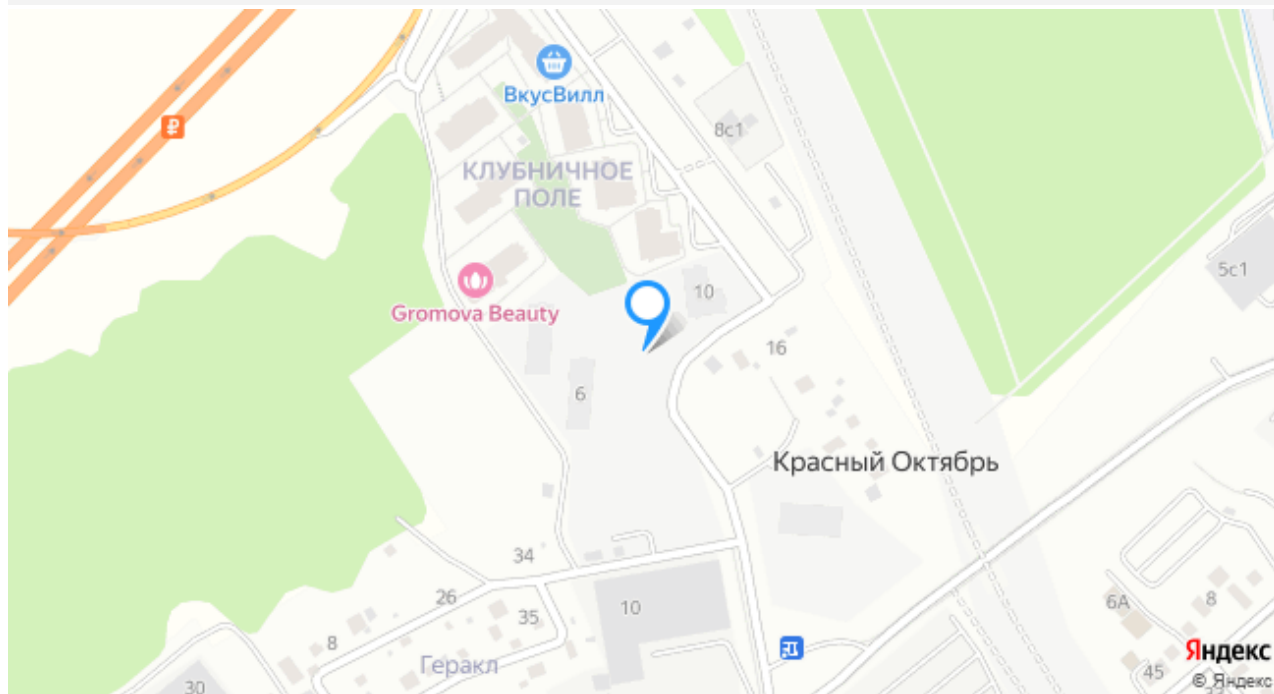 ВкусВилл
8с1
КЛУБНИЧНОЕ
ПОЛЕ
5с1
10
Gromova Beauty
16
6
Красный Октябрь
34
26
35
10
6А
8
8
Геракл
45
30
Яндекс
© Яндекс